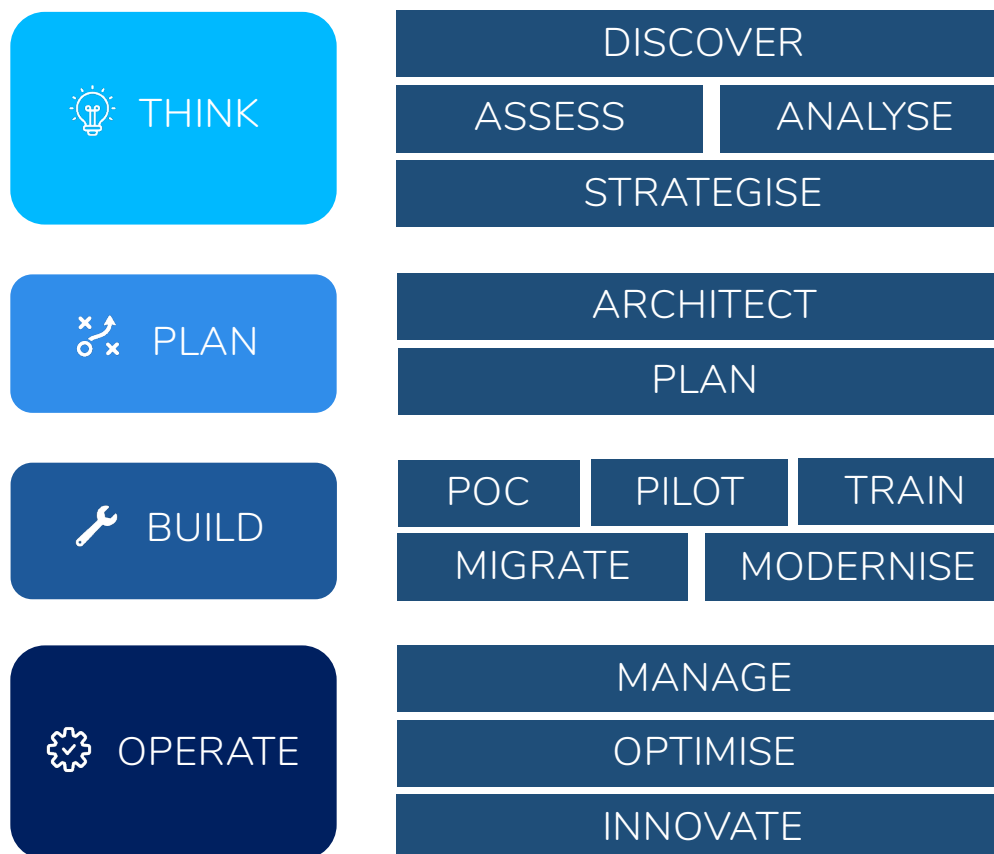 THINK
DISCOVER
ASSESS ANALYSE
STRATEGISE
PLAN
ARCHITECT
PLAN
BUILD
POC PILOT TRAIN
MIGRATE MODERNISE
OPERATE
MANAGE
OPTIMISE
INNOVATE